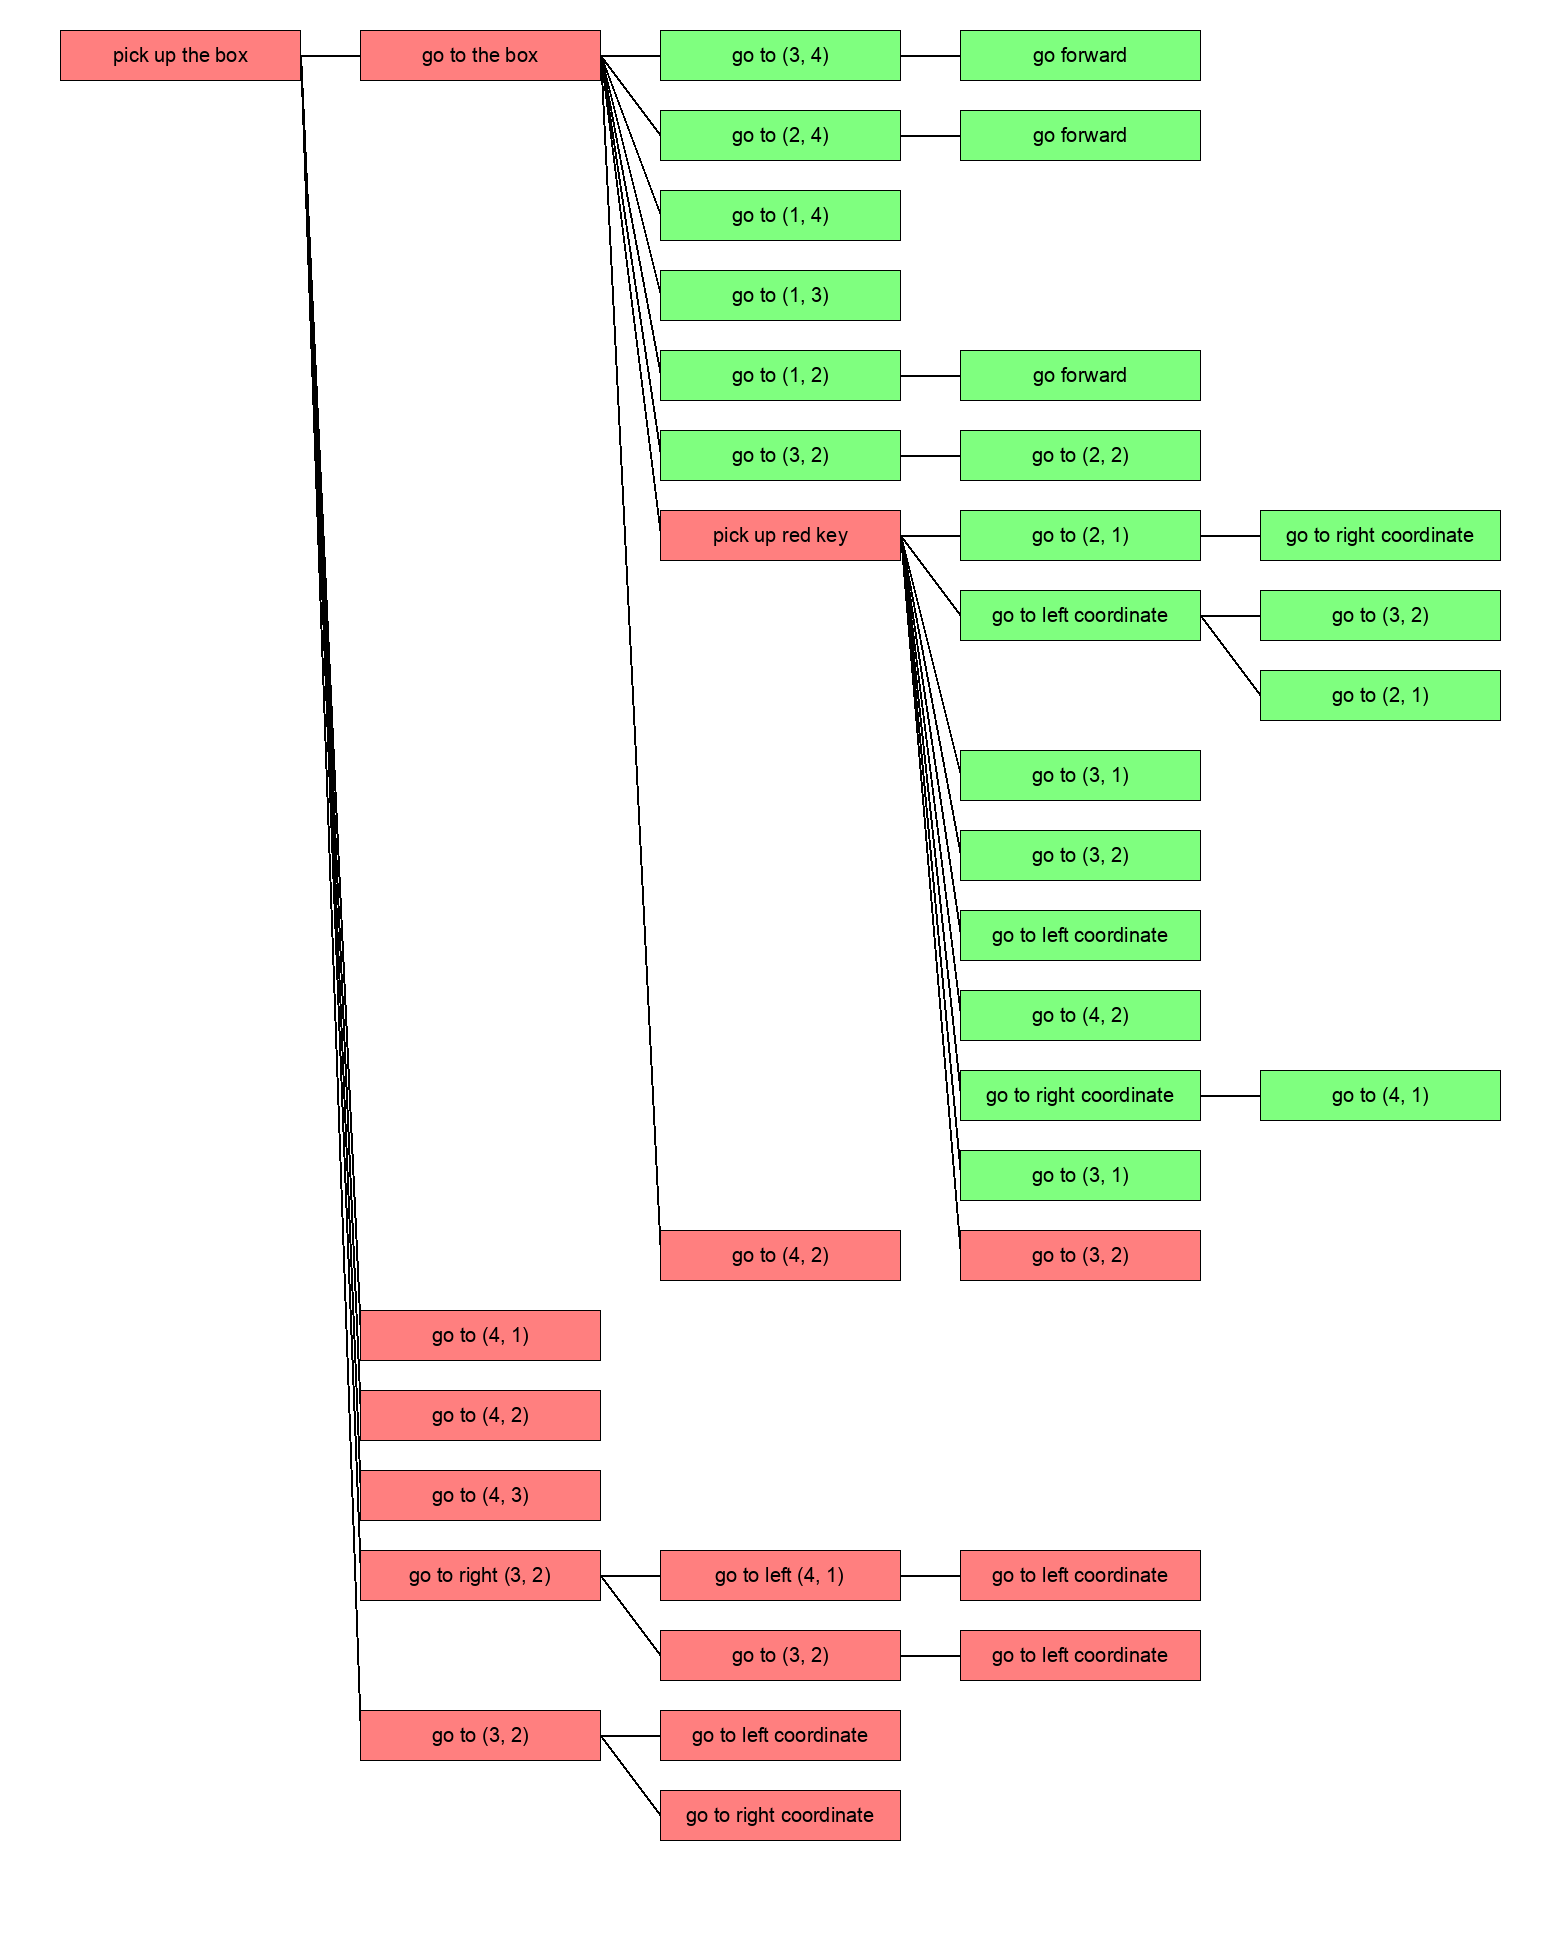 pick up the box
go to the box
go to (3, 4)
go forward
go to (2, 4)
go forward
go to (1, 4)
go to (1, 3)
go to (1, 2)
go forward
go to (3, 2)
go to (2, 2)
pick up red key
go to (2, 1)
go to right coordinate
go to left coordinate
go to (3, 2)
go to (2, 1)
go to (3, 1)
go to (3, 2)
go to left coordinate
go to (4, 2)
go to right coordinate
go to (4, 1)
go to (3, 1)
go to (4, 2)
go to (3, 2)
go to (4, 1)
go to (4, 2)
go to (4, 3)
go to right (3, 2)
go to left (4, 1)
go to left coordinate
go to (3, 2)
go to left coordinate
go to (3, 2)
go to left coordinate
go to right coordinate